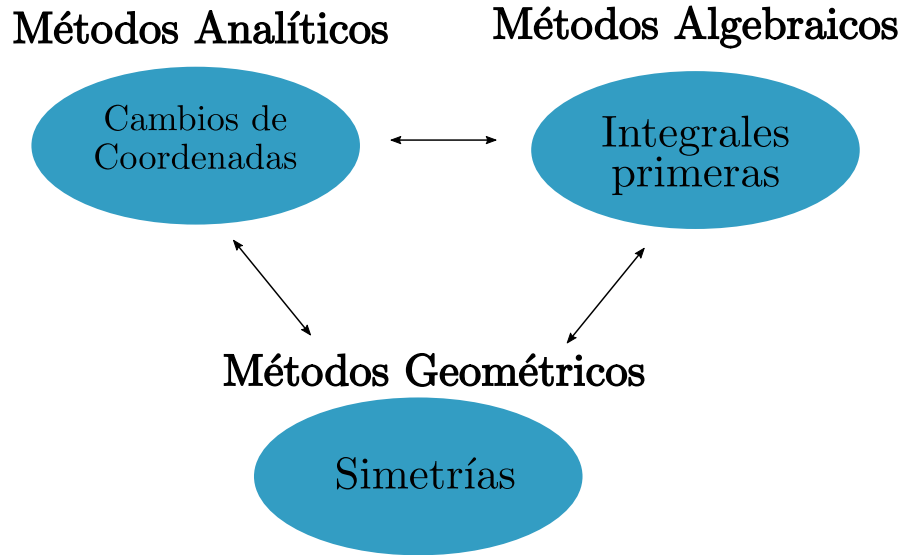 Métodos Analíticos
Métodos Algebraicos
Cambios de
Coordenadas
Integrales
primeras
Métodos Geométricos
Simetrías